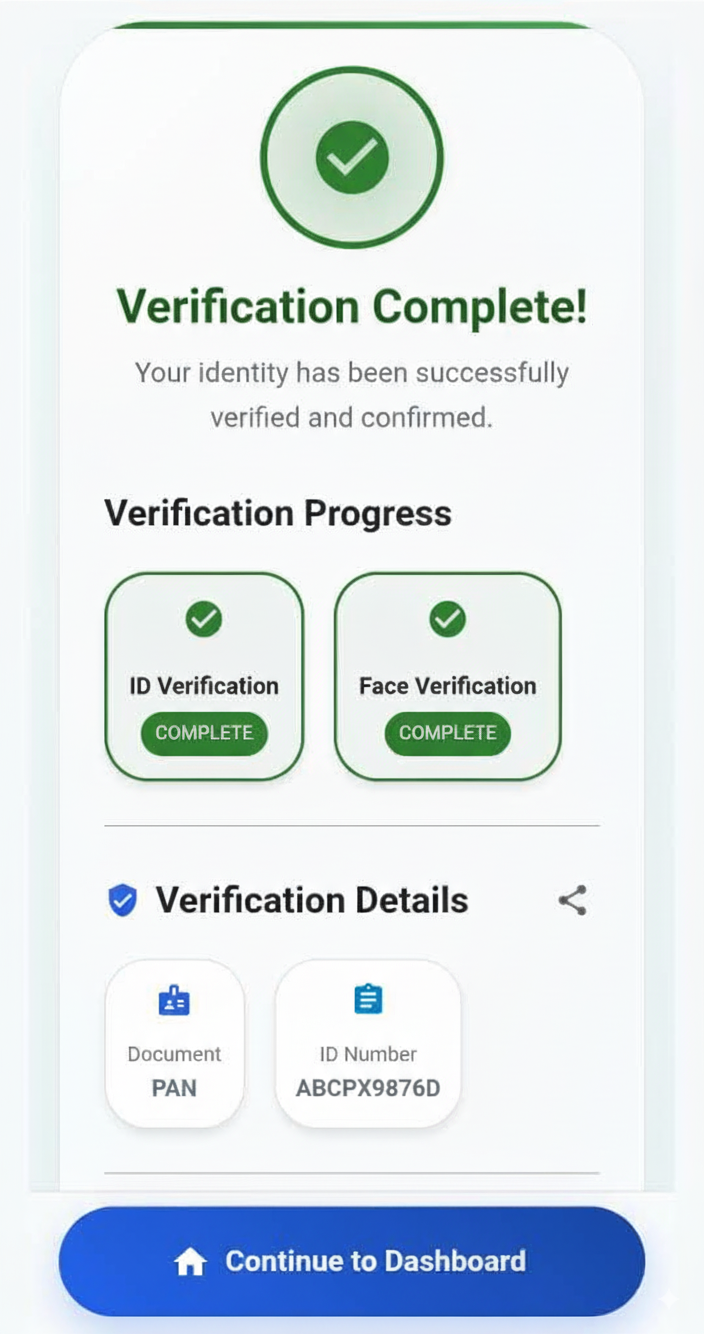 Verification Complete!
Your identity has been successfully
verified and confirmed.
Verification Progress
ID Verification
COMPLETE
Face Verification
COMPLETE
Verification Details
Document
PAN
ID Number
ABCPX9876D
Continue to Dashboard